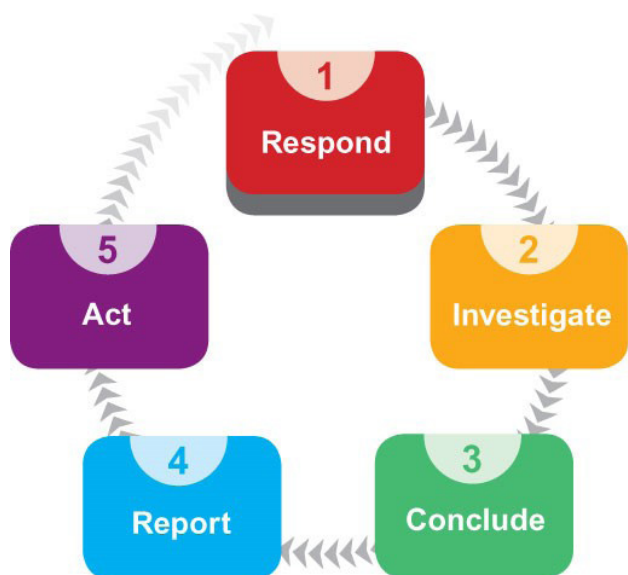 1
Respond
2
Investigate
3
Conclude
4
Report
5
Act